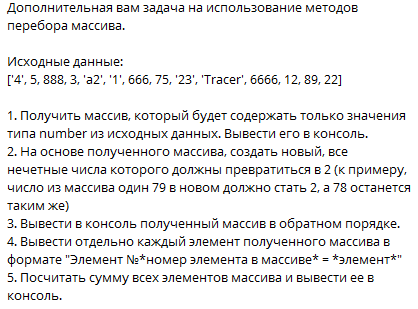 Дополнительная вам задача на использование методов
перебора массива.
Исходные данные:
['4', 5, 888, 3, 'a2', '1', 666, 75, '23', 'Tracer', 6666, 12, 89, 22]
1. Получить массив, который будет содержать только значения
типа number из исходных данных. Вывести его в консоль.
2. На основе полученного массива, создать новый, все
нечетные числа которого должны превратиться в 2 (к примеру,
число из массива один 79 в новом должно стать 2, а 78 останется
таким же)
3. Вывести в консоль полученный массив в обратном порядке.
4. Вывести отдельно каждый элемент полученного массива в
формате "Элемент №*номер элемента в массиве* = *элемент*"
5. Посчитать сумму всех элементов массива и вывести ее в
консоль.